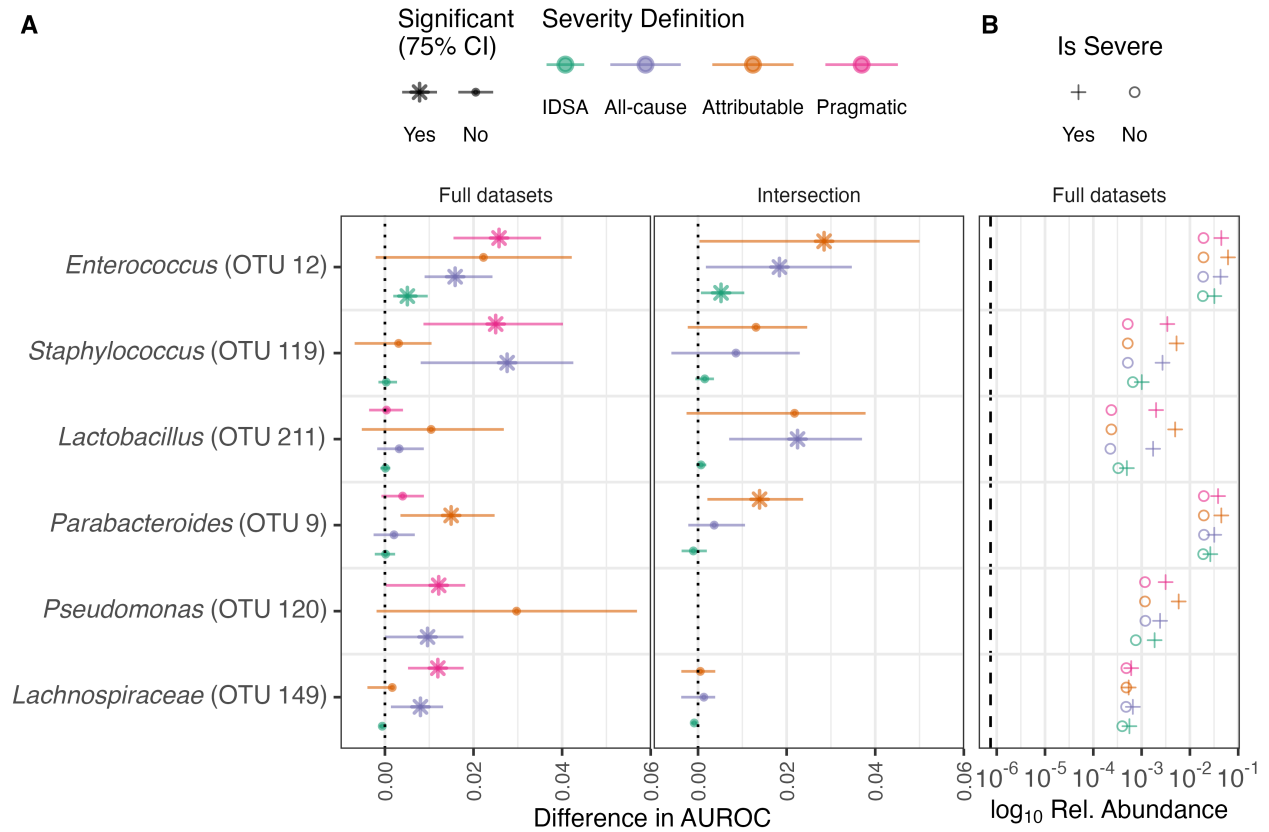 A
Significant
(75% CI)
Yes No
Severity Definition
IDSA All-cause Attributable Pragmatic
B
Is Severe
Yes No
Full datasets
Intersection
Full datasets
Enterococcus (OTU 12)
Staphylococcus (OTU 119)
Lactobacillus (OTU 211)
Parabacteroides (OTU 9)
Pseudomonas (OTU 120)
Lachnospiraceae (OTU 149)
0.00 0.02 0.04 0.06
0.00 0.02 0.04 0.06
Difference in AUROC
10⁻⁶ 10⁻⁵ 10⁻⁴ 10⁻³ 10⁻² 10⁻¹
log₁₀ Rel. Abundance